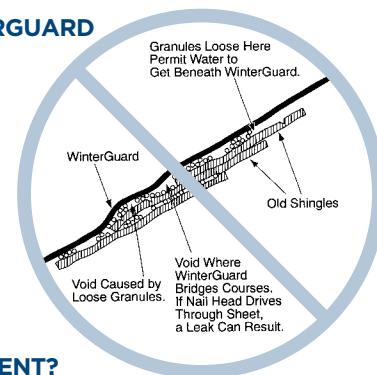 ERGUARD
Granules Loose Here
Permit Water to
Get Beneath WinterGuard.
WinterGuard
Old Shingles
Void Caused by
Loose Granules.
Void Where
WinterGuard
Bridges Courses.
If Nail Head Drives
Through Sheet,
a Leak Can Result.
ENT?